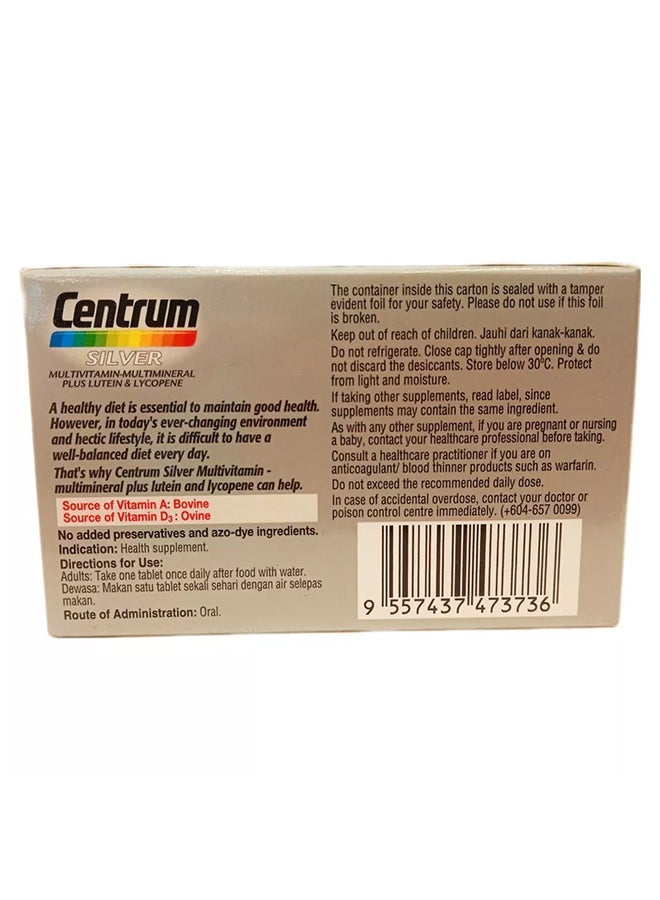 Centrum
SILVER
MULTIVITAMIN-MULTIMINERAL
PLUS LUTEIN & LYCOPENE
A healthy diet is essential to maintain good health.
However, in today's ever-changing environment
and hectic lifestyle, it is difficult to have a
well-balanced diet every day.
That's why Centrum Silver Multivitamin -
multimineral plus lutein and lycopene can help.
Source of Vitamin A: Bovine
Source of Vitamin D3 : Ovine
No added preservatives and azo-dye ingredients.
Indication: Health supplement.
Directions for Use:
Adults: Take one tablet once daily after food with water.
Dewasa: Makan satu tablet sekali sehari dengan air selepas
makan.
Route of Administration: Oral.
The container inside this carton is sealed with a tamper
evident foil for your safety. Please do not use if this foil
is broken.
Keep out of reach of children. Jauhi dari kanak-kanak.
Do not refrigerate. Close cap tightly after opening & do
not discard the desiccants. Store below 30ºC. Protect
from light and moisture.
If taking other supplements, read label, since
supplements may contain the same ingredient.
As with any other supplement, if you are pregnant or nursing
a baby, contact your healthcare professional before taking.
Consult a healthcare practitioner if you are on
anticoagulant/ blood thinner products such as warfarin.
Do not exceed the recommended daily dose.
In case of accidental overdose, contact your doctor or
poison control centre immediately. (+604-657 0099)
9 557437 473736